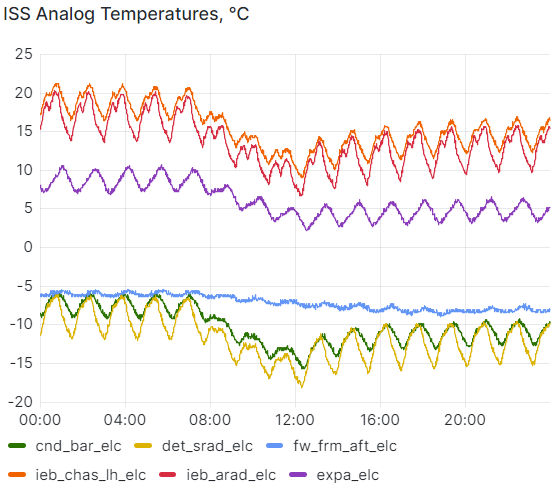 ISS Analog Temperatures, °C
25
20
15
10
5
0
-5
-10
-15
-20
00:00 04:00 08:00 12:00 16:00 20:00
cnd_bar_elc det_srad_elc fw_frm_aft_elc
ieb_chas_lh_elc ieb_arad_elc expa_elc